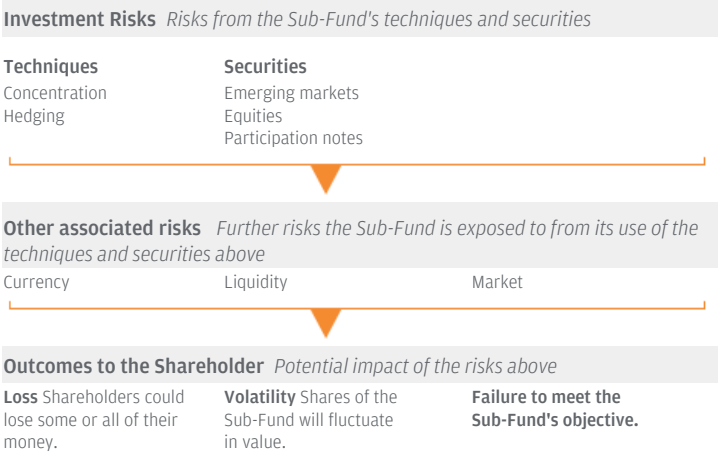 Investment Risks Risks from the Sub-Fund's techniques and securities
Techniques Securities
Concentration Emerging markets
Hedging Equities
Participation notes
Other associated risks Further risks the Sub-Fund is exposed to from its use of the
techniques and securities above
Currency Liquidity Market
Outcomes to the Shareholder Potential impact of the risks above
Loss Shareholders could Volatility Shares of the Failure to meet the
lose some or all of their Sub-Fund will fluctuate Sub-Fund's objective.
money. in value.